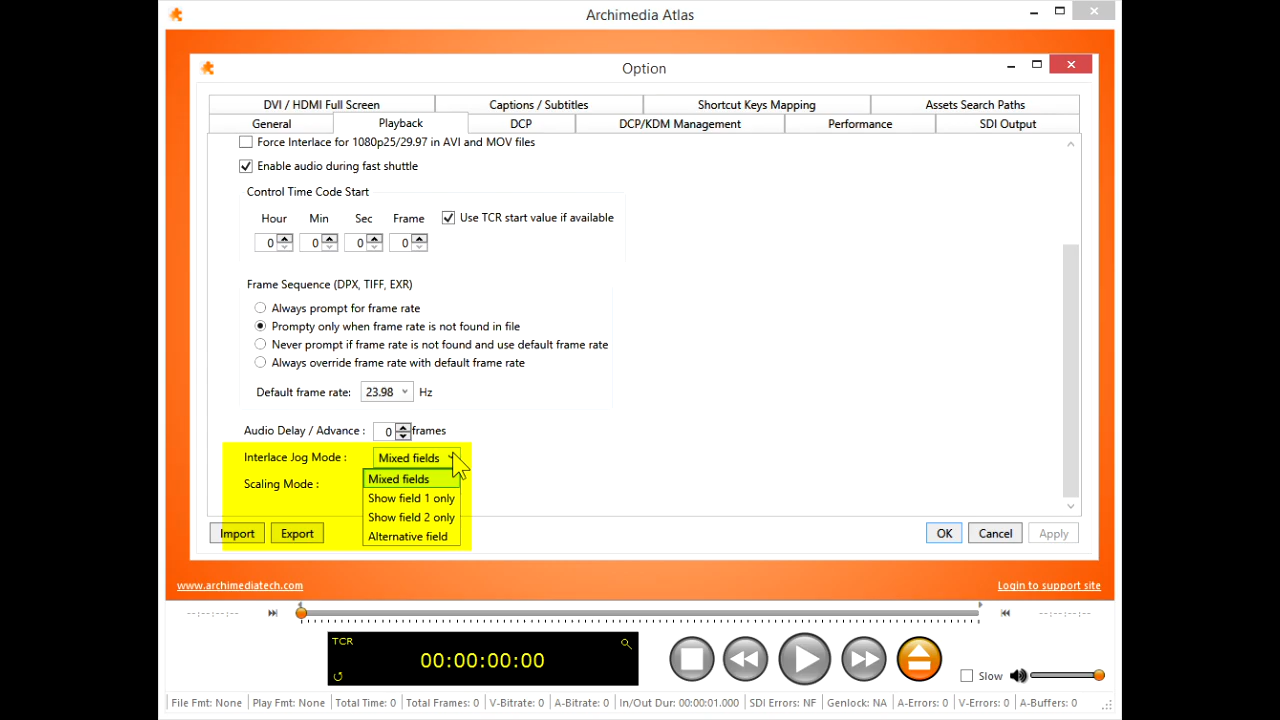 Archimedia Atlas
Option
DVI / HDMI Full Screen
Captions / Subtitles
Shortcut Keys Mapping
Assets Search Paths
General
Playback
DCP
DCP/KDM Management
Performance
SDI Output
Force Interlace for 1080p25/29.97 in AVI and MOV files
Enable audio during fast shuttle
Control Time Code Start
Hour Min Sec Frame
Use TCR start value if available
0 0 0 0
Frame Sequence (DPX, TIFF, EXR)
Always prompt for frame rate
Prompty only when frame rate is not found in file
Never prompt if frame rate is not found and use default frame rate
Always override frame rate with default frame rate
Default frame rate: 23.98 Hz
Audio Delay / Advance : 0 frames
Interlace Jog Mode : Mixed fields
Mixed fields
Scaling Mode :
Show field 1 only
Show field 2 only
Alternative field
Import Export OK Cancel Apply
www.archimediatech.com
Login to support site
--:--:--:-- --:--:--:--
TCR
00:00:00:00
Slow
File Fmt: None Play Fmt: None Total Time: 0 Total Frames: 0 V-Bitrate: 0 A-Bitrate: 0 In/Out Dur: 00:00:01.000 SDI Errors: NF Genlock: NA A-Errors: 0 V-Errors: 0 A-Buffers: 0